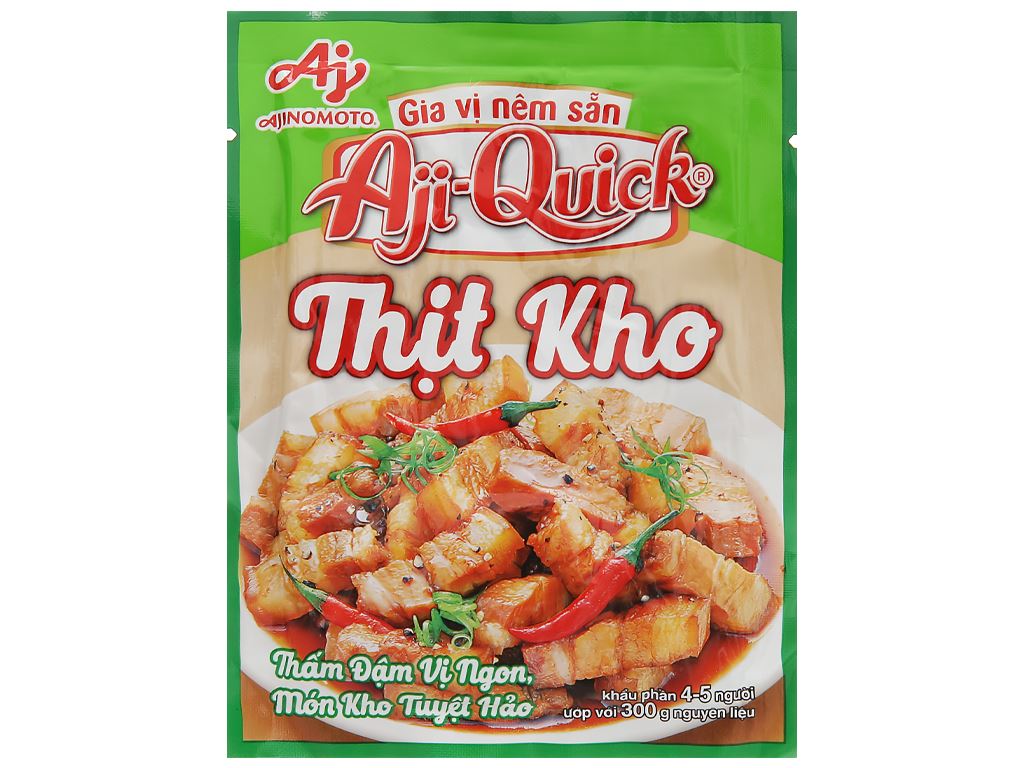 Aj
AJINOMOTO®
Gia vị nêm sẵn
Aji-Quick®
Thịt Kho
Thấm Đậm Vị Ngon,
Món Kho Tuyệt Hảo
khẩu phần 4-5 người
ướp với 300 g nguyên liệu